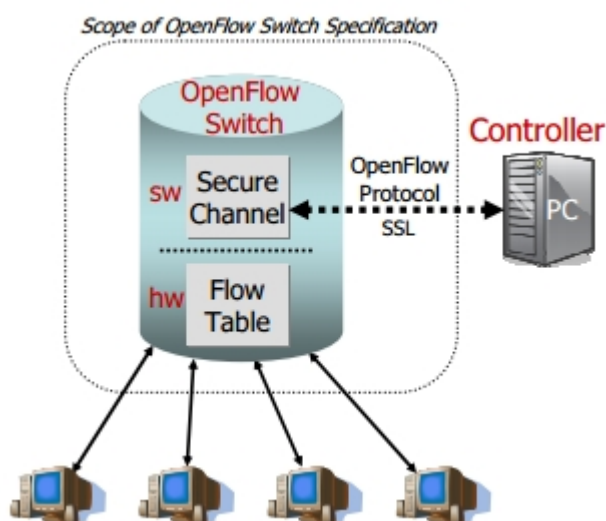 Scope of OpenFlow Switch Specification
OpenFlow
Switch
Controller
sw
Secure
Channel
OpenFlow
Protocol
SSL
PC
hw
Flow
Table